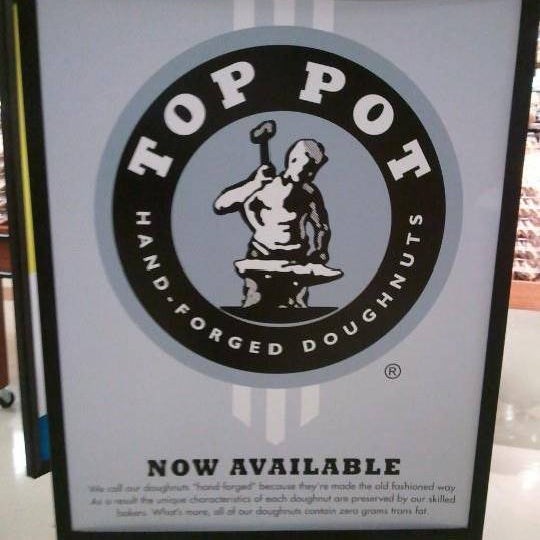 TOP POT
HAND-FORGED DOUGHNUTS
®
NOW AVAILABLE
We call our doughnuts "hand-forged" because they're made the old fashioned way
As a result the unique characteristics of each doughnut are preserved by our skilled
bakers. What's more, all of our doughnuts contain zero grams trans fat.